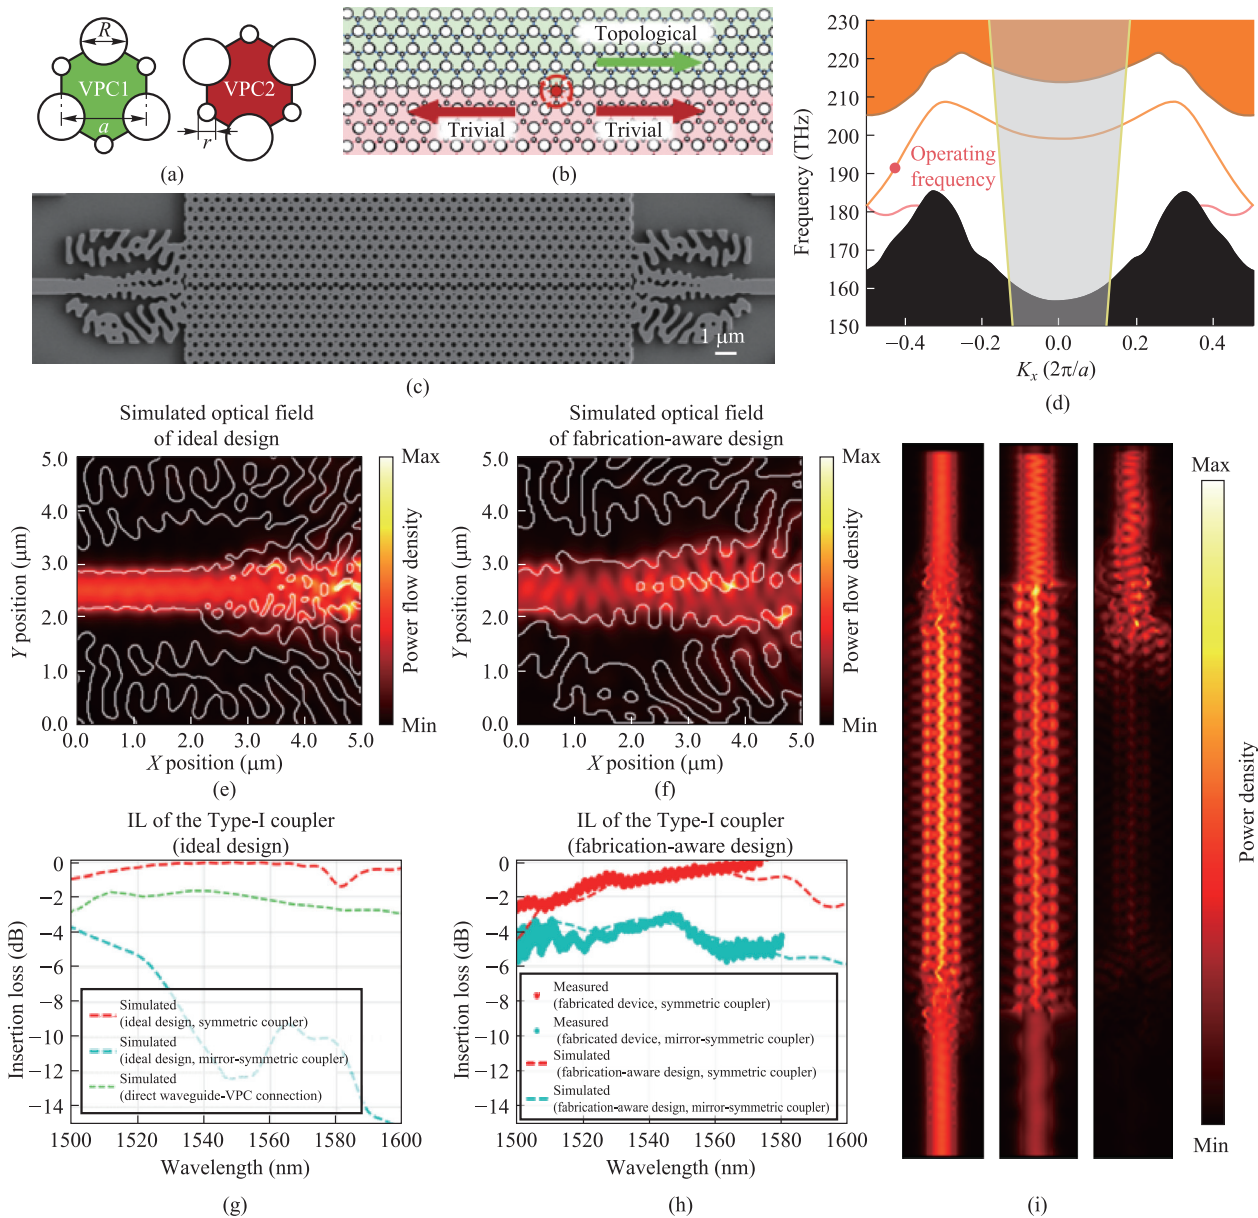 R
VPC1
a
VPC2
r
(a)
Topological
Trivial
Trivial
(b)
1 μm
(c)
230
220
210
200
190
180
170
160
150
Frequency (THz)
Operating
frequency
−0.4
−0.2
0.0
0.2
0.4
Kₓ (2π/a)
(d)
Simulated optical field
of ideal design
5.0
4.0
3.0
2.0
1.0
0.0
Y position (μm)
0.0
1.0
2.0
3.0
4.0
5.0
X position (μm)
Max
Power flow density
Min
(e)
Simulated optical field
of fabrication-aware design
5.0
4.0
3.0
2.0
1.0
0.0
Y position (μm)
0.0
1.0
2.0
3.0
4.0
5.0
X position (μm)
Max
Power flow density
Min
(f)
IL of the Type-I coupler
(ideal design)
0
−2
−4
−6
−8
−10
−12
−14
Insertion loss (dB)
Simulated
(ideal design, symmetric coupler)
Simulated
(ideal design, mirror-symmetric coupler)
Simulated
(direct waveguide-VPC connection)
1500
1520
1540
1560
1580
1600
Wavelength (nm)
(g)
IL of the Type-I coupler
(fabrication-aware design)
0
−2
−4
−6
−8
−10
−12
−14
Insertion loss (dB)
Measured
(fabricated device, symmetric coupler)
Measured
(fabricated device, mirror-symmetric coupler)
Simulated
(fabrication-aware design, symmetric coupler)
Simulated
(fabrication-aware design, mirror-symmetric coupler)
1500
1520
1540
1560
1580
1600
Wavelength (nm)
(h)
Max
Power density
Min
(i)